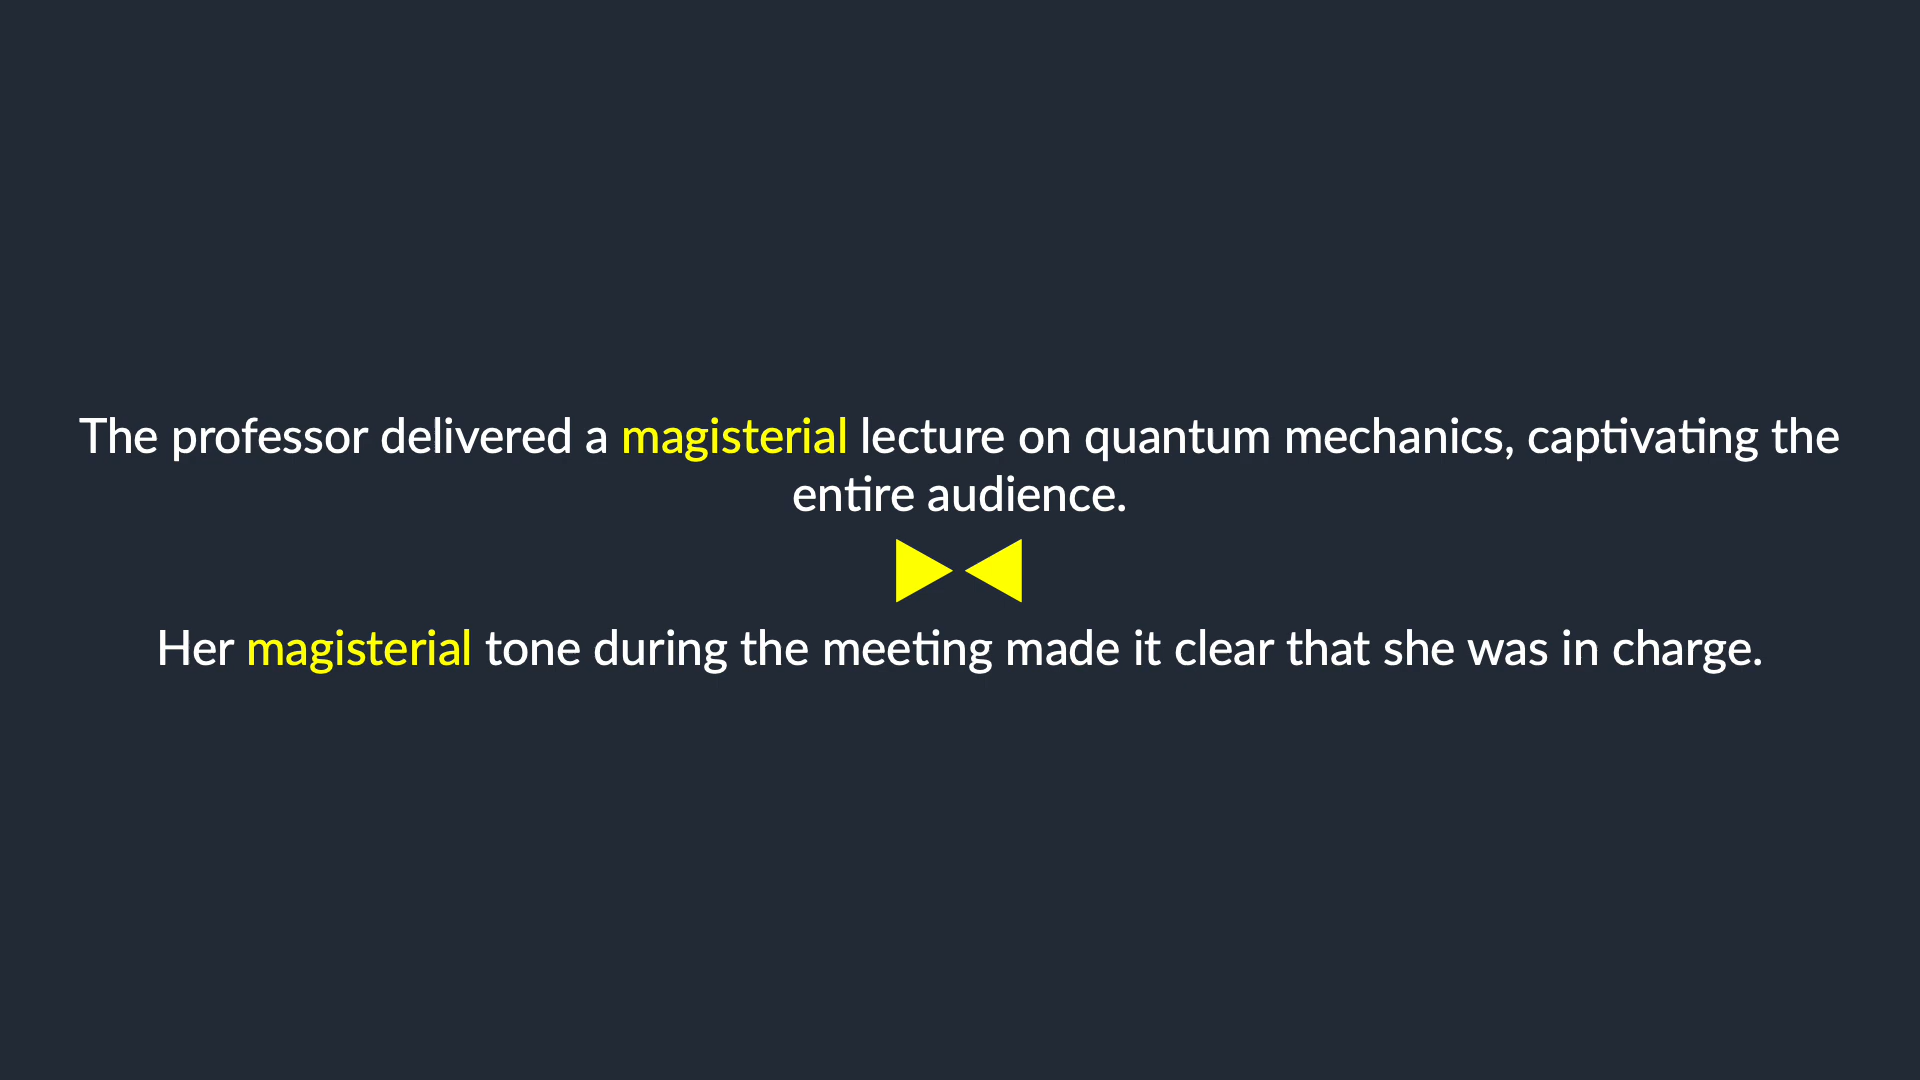 The professor delivered a magisterial lecture on quantum mechanics, captivating the
entire audience.
Her magisterial tone during the meeting made it clear that she was in charge.